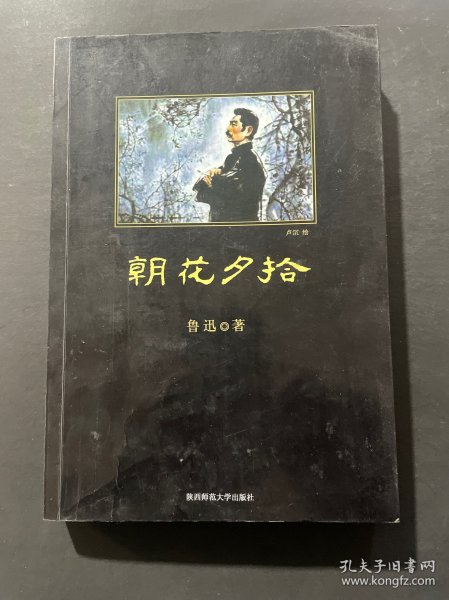 卢沉 绘
朝花夕拾
鲁迅◎著
陕西师范大学出版社
孔夫子旧书网
www.kongfz.com